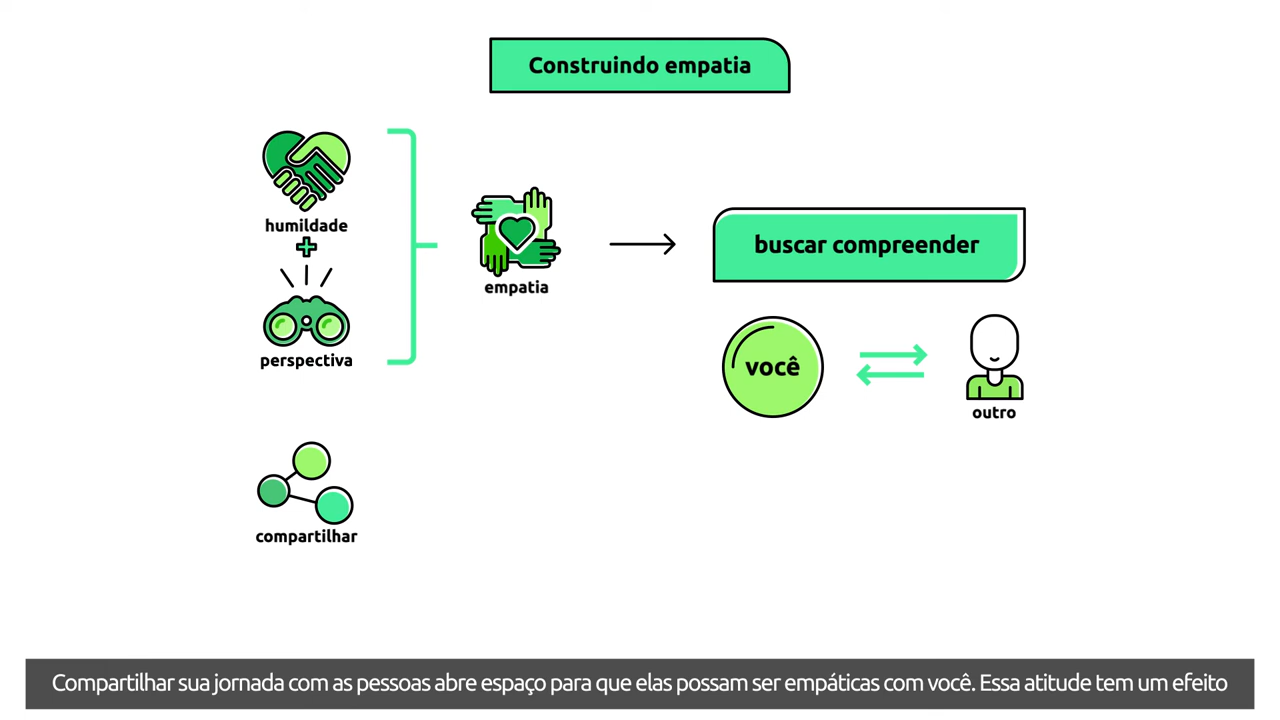 Construindo empatia
humildade
perspectiva
empatia
buscar compreender
você
outro
compartilhar
Compartilhar sua jornada com as pessoas abre espaço para que elas possam ser empáticas com você. Essa atitude tem um efeito